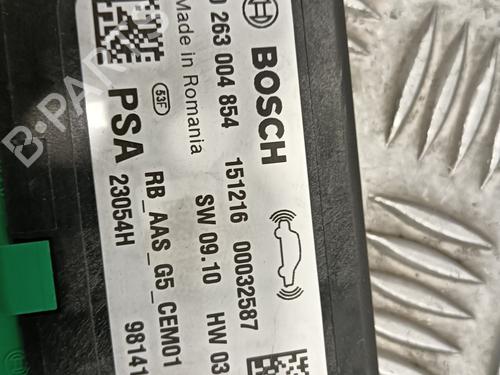 BOSCH
0 263 004 854 151216 00032587
Made in Romania SW 09.10 HW 03
53F
PSA RB_AAS_G5_CEM01
23054H 98141
B-PARTS